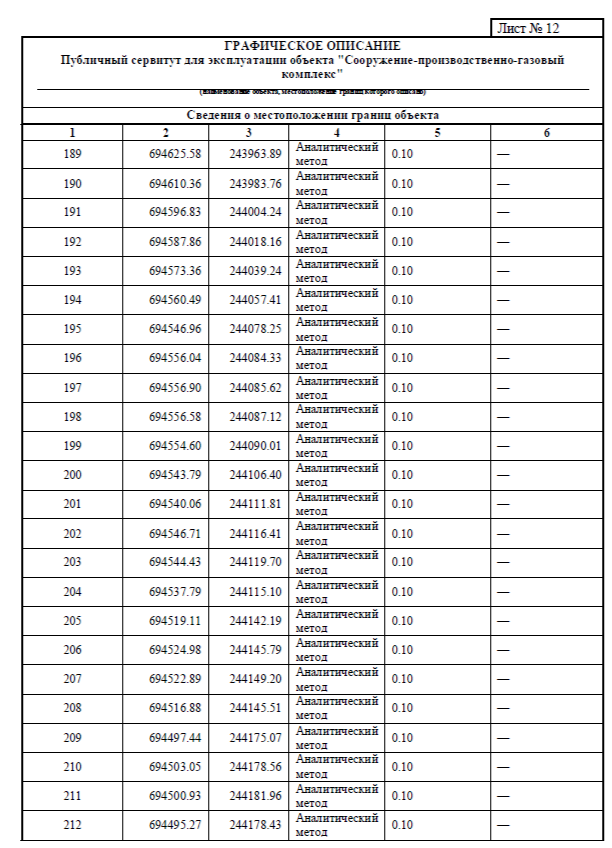 Лист № 12
ГРАФИЧЕСКОЕ ОПИСАНИЕ
Публичный сервитут для эксплуатации объекта "Сооружение-производственно-газовый
комплекс"
(наименование объекта, местоположение границ которого описано)
Сведения о местоположении границ объекта
1 2 3 4 5 6
189 694625.58 243963.89 Аналитический метод 0.10 —
190 694610.36 243983.76 Аналитический метод 0.10 —
191 694596.83 244004.24 Аналитический метод 0.10 —
192 694587.86 244018.16 Аналитический метод 0.10 —
193 694573.36 244039.24 Аналитический метод 0.10 —
194 694560.49 244057.41 Аналитический метод 0.10 —
195 694546.96 244078.25 Аналитический метод 0.10 —
196 694556.04 244084.33 Аналитический метод 0.10 —
197 694556.90 244085.62 Аналитический метод 0.10 —
198 694556.58 244087.12 Аналитический метод 0.10 —
199 694554.60 244090.01 Аналитический метод 0.10 —
200 694543.79 244106.40 Аналитический метод 0.10 —
201 694540.06 244111.81 Аналитический метод 0.10 —
202 694546.71 244116.41 Аналитический метод 0.10 —
203 694544.43 244119.70 Аналитический метод 0.10 —
204 694537.79 244115.10 Аналитический метод 0.10 —
205 694519.11 244142.19 Аналитический метод 0.10 —
206 694524.98 244145.79 Аналитический метод 0.10 —
207 694522.89 244149.20 Аналитический метод 0.10 —
208 694516.88 244145.51 Аналитический метод 0.10 —
209 694497.44 244175.07 Аналитический метод 0.10 —
210 694503.05 244178.56 Аналитический метод 0.10 —
211 694500.93 244181.96 Аналитический метод 0.10 —
212 694495.27 244178.43 Аналитический метод 0.10 —